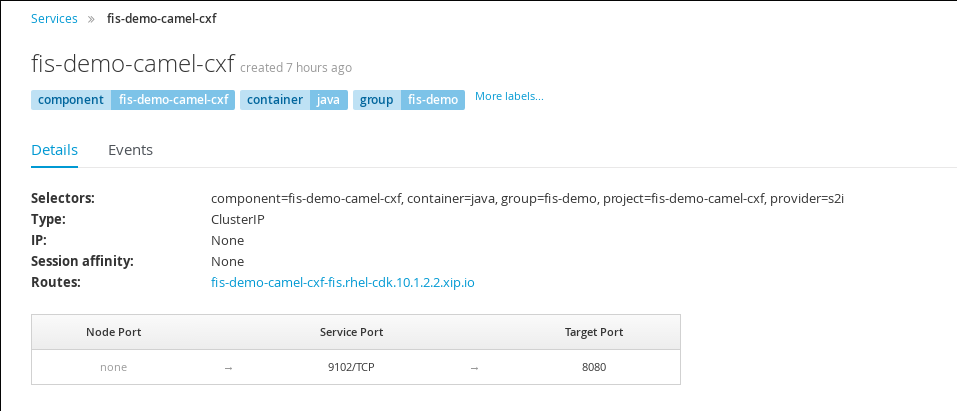 Services » fis-demo-camel-cxf
fis-demo-camel-cxf created 7 hours ago
component fis-demo-camel-cxf container java group fis-demo More labels...
Details Events
Selectors: component=fis-demo-camel-cxf, container=java, group=fis-demo, project=fis-demo-camel-cxf, provider=s2i
Type: ClusterIP
IP: None
Session affinity: None
Routes: fis-demo-camel-cxf-fis.rhel-cdk.10.1.2.2.xip.io
Node Port Service Port Target Port
none → 9102/TCP → 8080